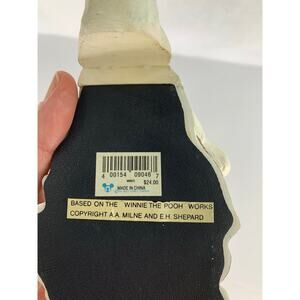 4 00154 09046 7
$24.00
MADE IN CHINA
BASED ON THE WINNIE THE POOH WORKS
COPYRIGHT A.A. MILNE AND E.H. SHEPARD